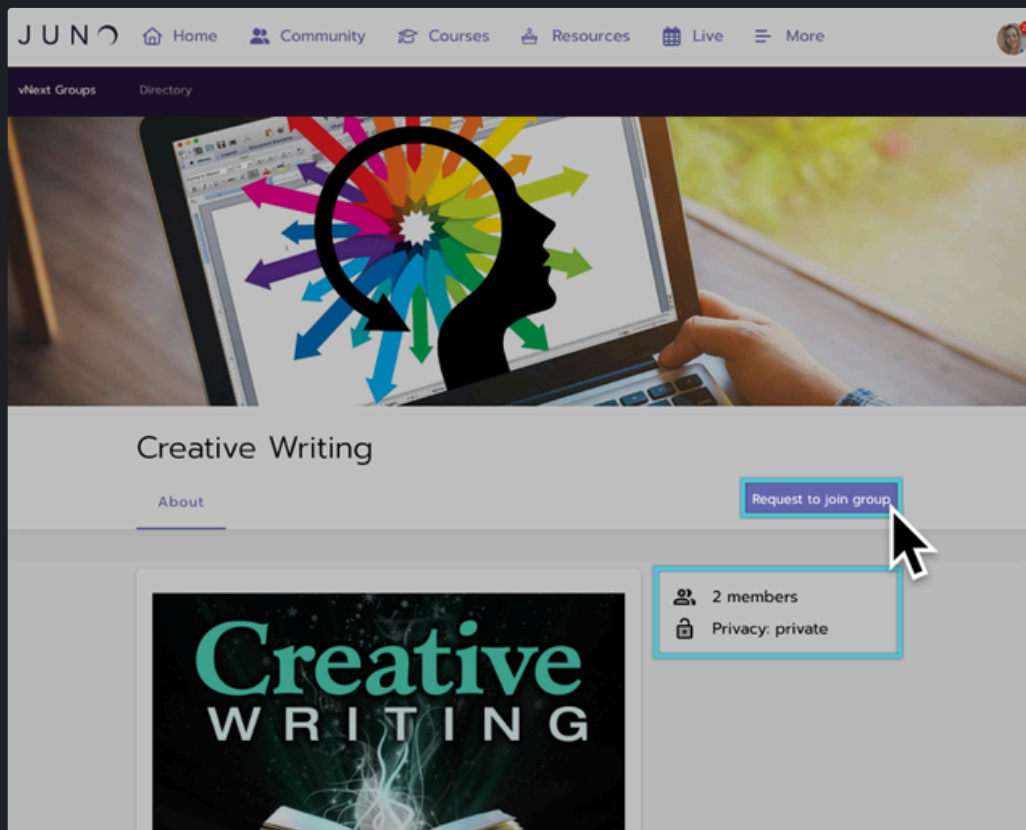 JUNO Home Community Courses Resources Live More
vNext Groups Directory
Creative Writing
About
Request to join group
2 members
Privacy: private
Creative
WRITING